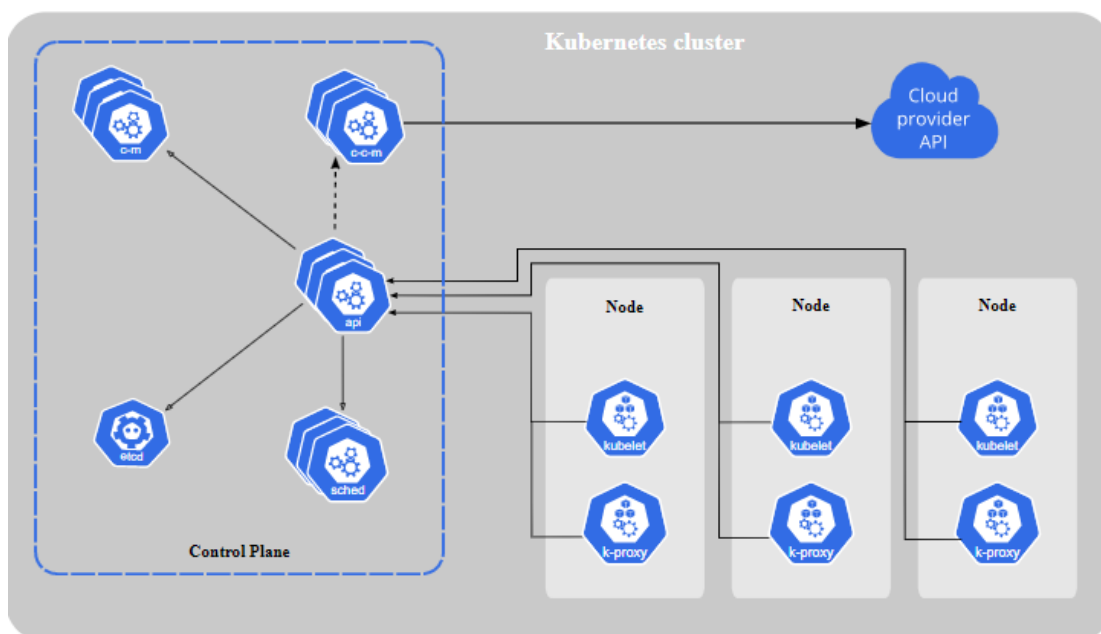 Kubernetes cluster
c-m
c-c-m
Cloud
provider
API
api
etcd
sched
Control Plane
Node
kubelet
k-proxy
Node
kubelet
k-proxy
Node
kubelet
k-proxy